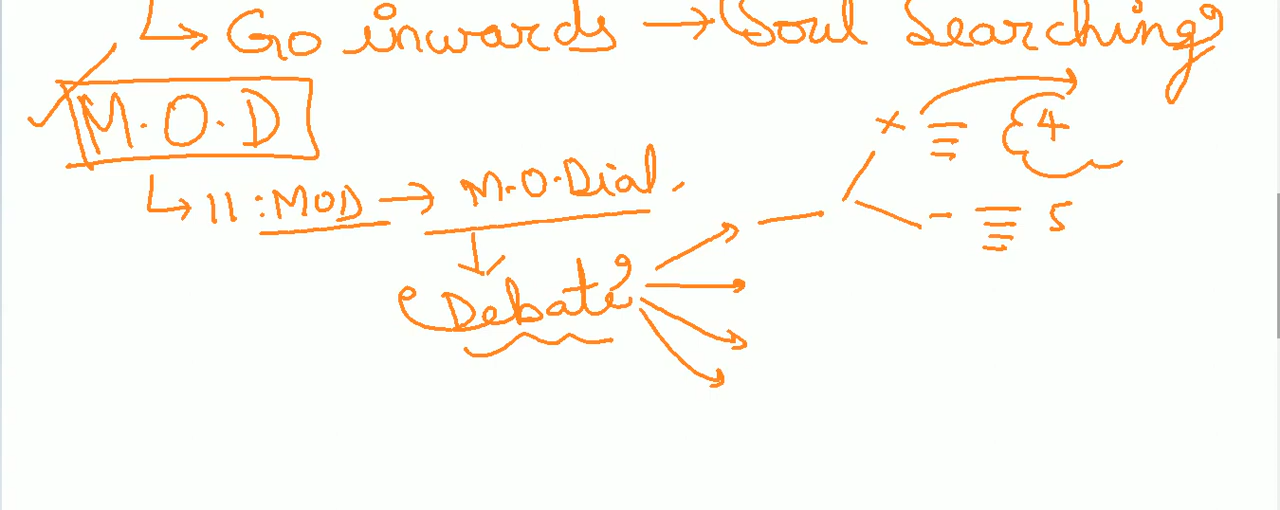 ↳ Go inwards → Soul Searching
M.O.D
↳ 11 : MOD → M.O.Dial.
Debate
+ 4
- 5